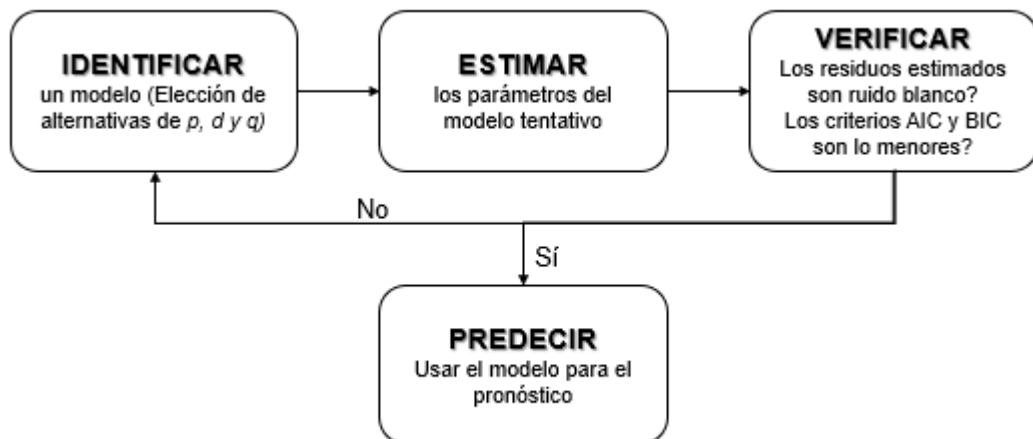 IDENTIFICAR
un modelo (Elección de
alternativas de p, d y q)
ESTIMAR
los parámetros del
modelo tentativo
VERIFICAR
Los residuos estimados
son ruido blanco?
Los criterios AIC y BIC
son lo menores?
No
Sí
PREDECIR
Usar el modelo para el
pronóstico